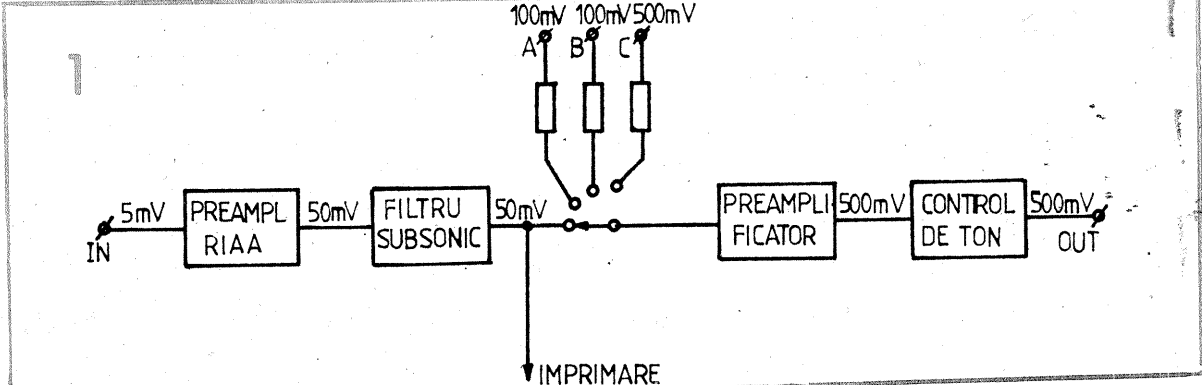 1
100mV 100mV 500mV
A B C
IN
5mV
PREAMPL
RIAA
50mV
FILTRU
SUBSONIC
50mV
PREAMPLI
FICATOR
500mV
CONTROL
DE TON
500mV
OUT
IMPRIMARE